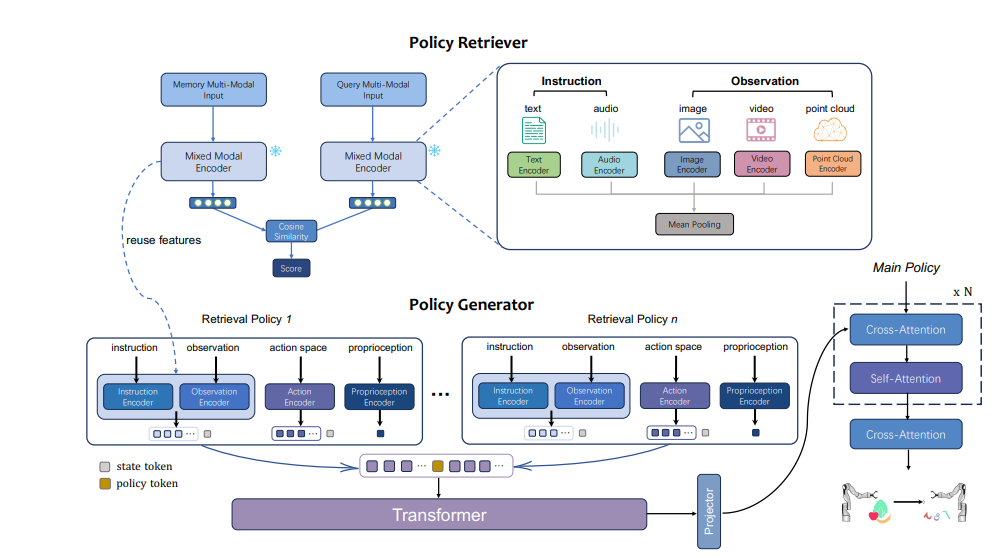 Policy Retriever
Memory Multi-Modal
Input
Query Multi-Modal
Input
Mixed Modal
Encoder
Mixed Modal
Encoder
Cosine
Similarity
Score
reuse features
Instruction
Observation
text
audio
image
video
point cloud
Text
Encoder
Audio
Encoder
Image
Encoder
Video
Encoder
Point Cloud
Encoder
Mean Pooling
Policy Generator
Retrieval Policy 1
instruction
observation
action space
proprioception
Instruction
Encoder
Observation
Encoder
Action
Encoder
Proprioception
Encoder
...
...
...
Retrieval Policy n
instruction
observation
action space
proprioception
Instruction
Encoder
Observation
Encoder
Action
Encoder
Proprioception
Encoder
...
...
state token
policy token
...
...
Transformer
Projector
Main Policy
x N
Cross-Attention
Self-Attention
Cross-Attention